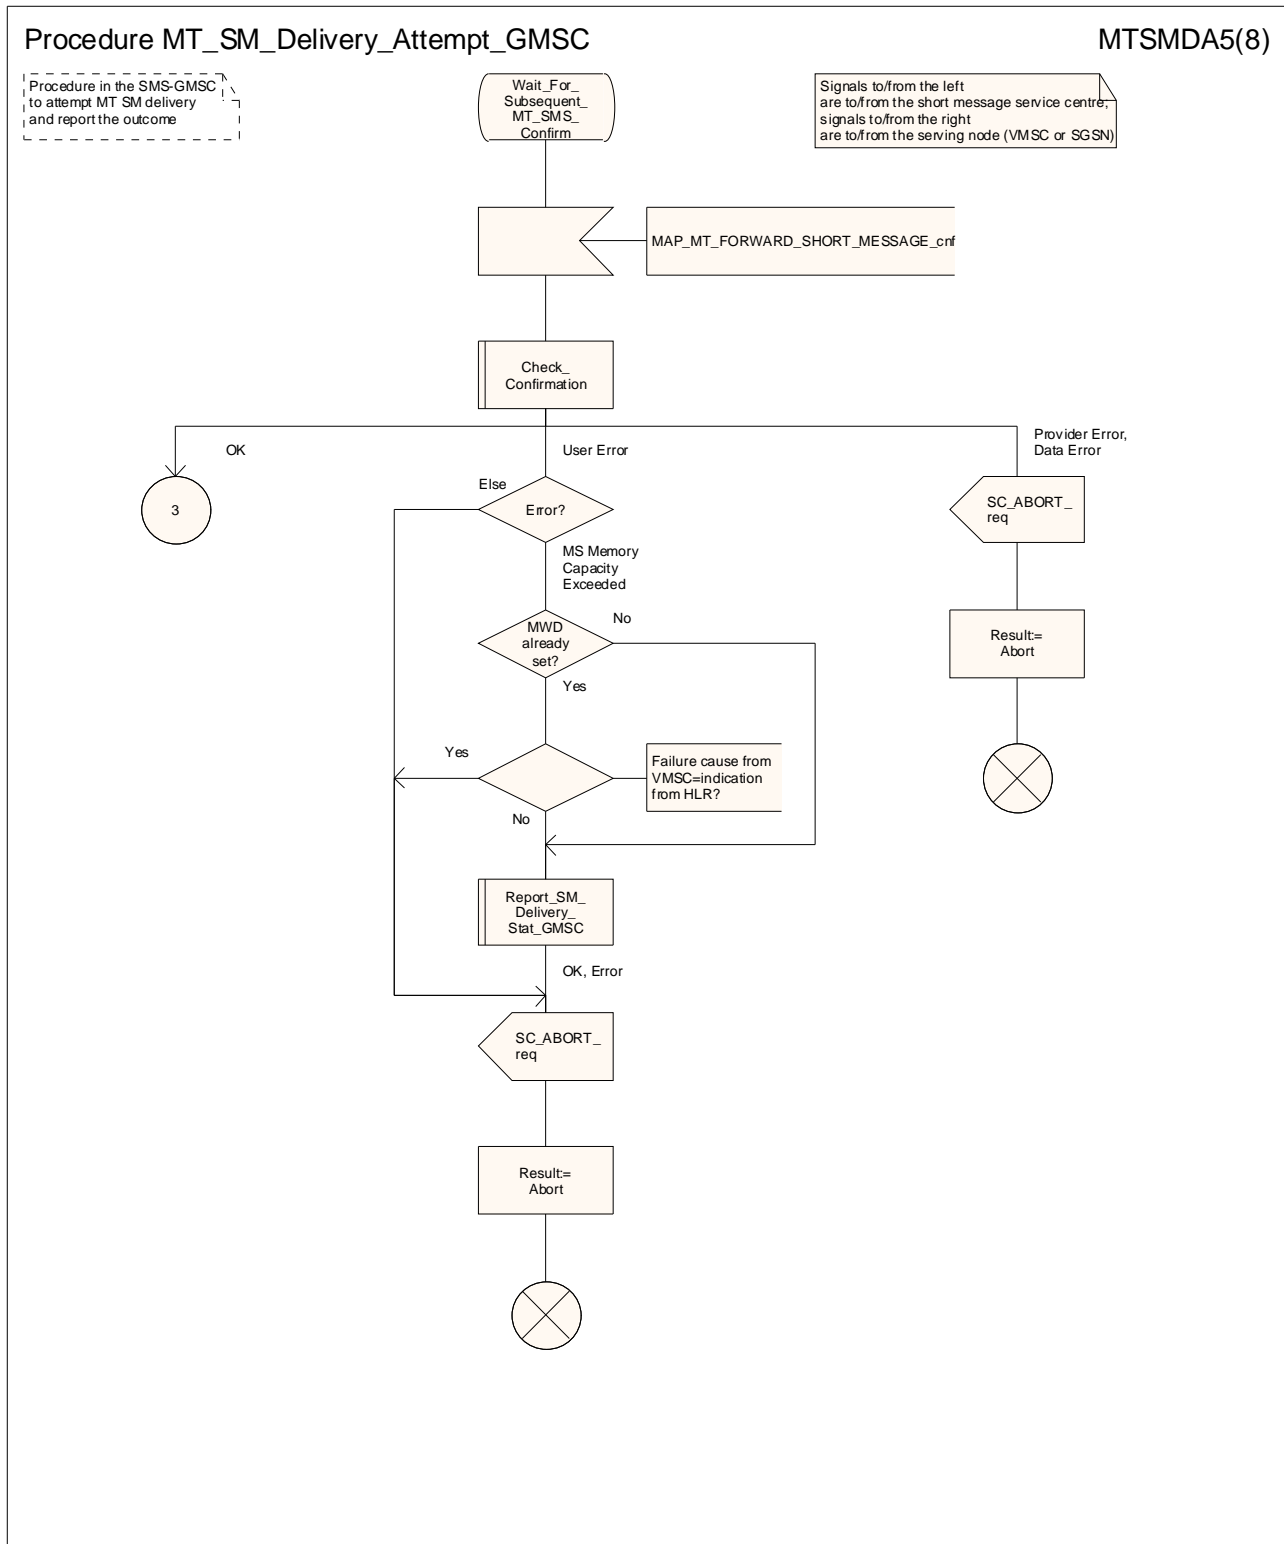 Procedure MT_SM_Delivery_Attempt_GMSC
MTSMDA5(8)
Procedure in the SMS-GMSC
to attempt MT SM delivery
and report the outcome
Wait_For_
Subsequent_
MT_SMS_
Confirm
Signals to/from the left
are to/from the short message service centre;
signals to/from the right
are to/from the serving node (VMSC or SGSN)
MAP_MT_FORWARD_SHORT_MESSAGE_cnf
Check_
Confirmation
OK
User Error
Provider Error,
Data Error
3
Else
Error?
SC_ABORT_
req
MS Memory
Capacity
Exceeded
MWD
already
set?
No
Yes
Result:=
Abort
Yes
Failure cause from
VMSC=indication
from HLR?
No
Report_SM_
Delivery_
Stat_GMSC
OK, Error
SC_ABORT_
req
Result:=
Abort